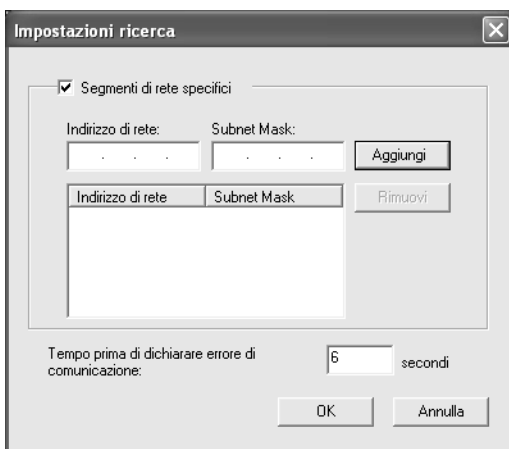 Impostazioni ricerca
Segmenti di rete specifici
Indirizzo di rete: Subnet Mask:
. . . . . . Aggiungi
Indirizzo di rete Subnet Mask Rimuovi
Tempo prima di dichiarare errore di
comunicazione:
6 secondi
OK Annulla